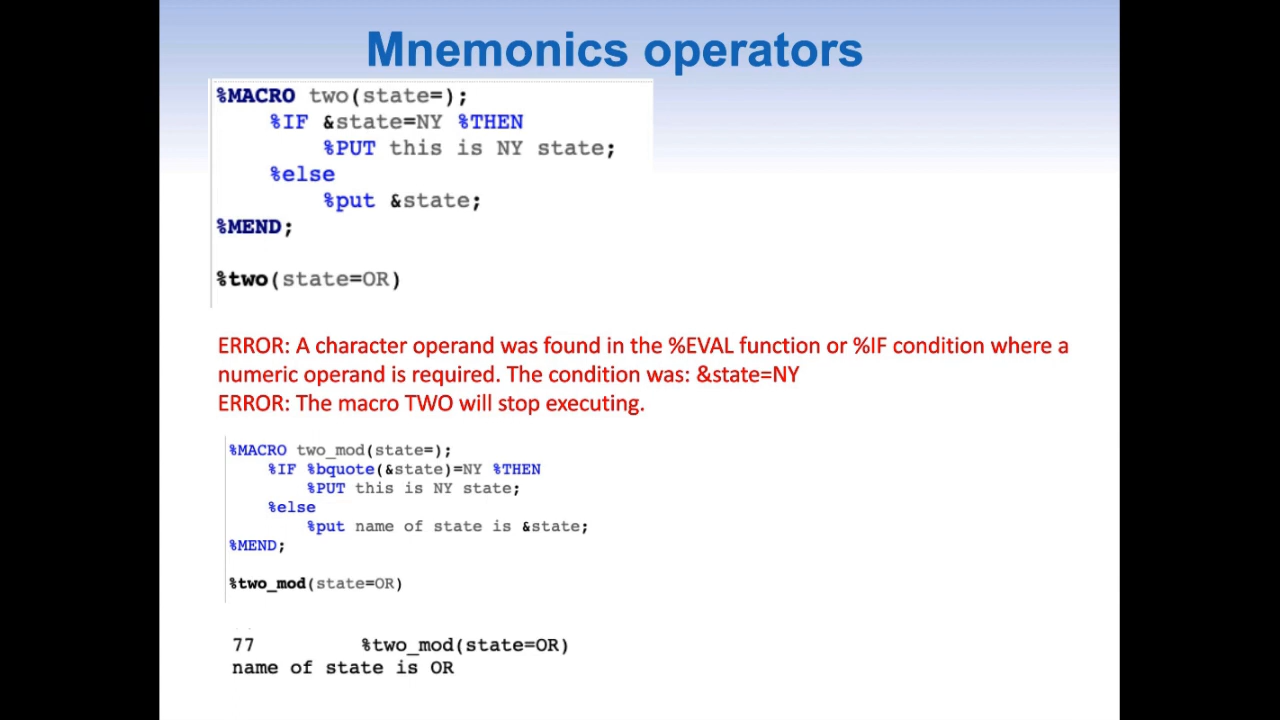 Mnemonics operators
%MACRO two(state=);
%IF &state=NY %THEN
%PUT this is NY state;
%else
%put &state;
%MEND;
%two(state=OR)
ERROR: A character operand was found in the %EVAL function or %IF condition where a
numeric operand is required. The condition was: &state=NY
ERROR: The macro TWO will stop executing.
%MACRO two_mod(state=);
%IF %bquote(&state)=NY %THEN
%PUT this is NY state;
%else
%put name of state is &state;
%MEND;
%two_mod(state=OR)
77 %two_mod(state=OR)
name of state is OR